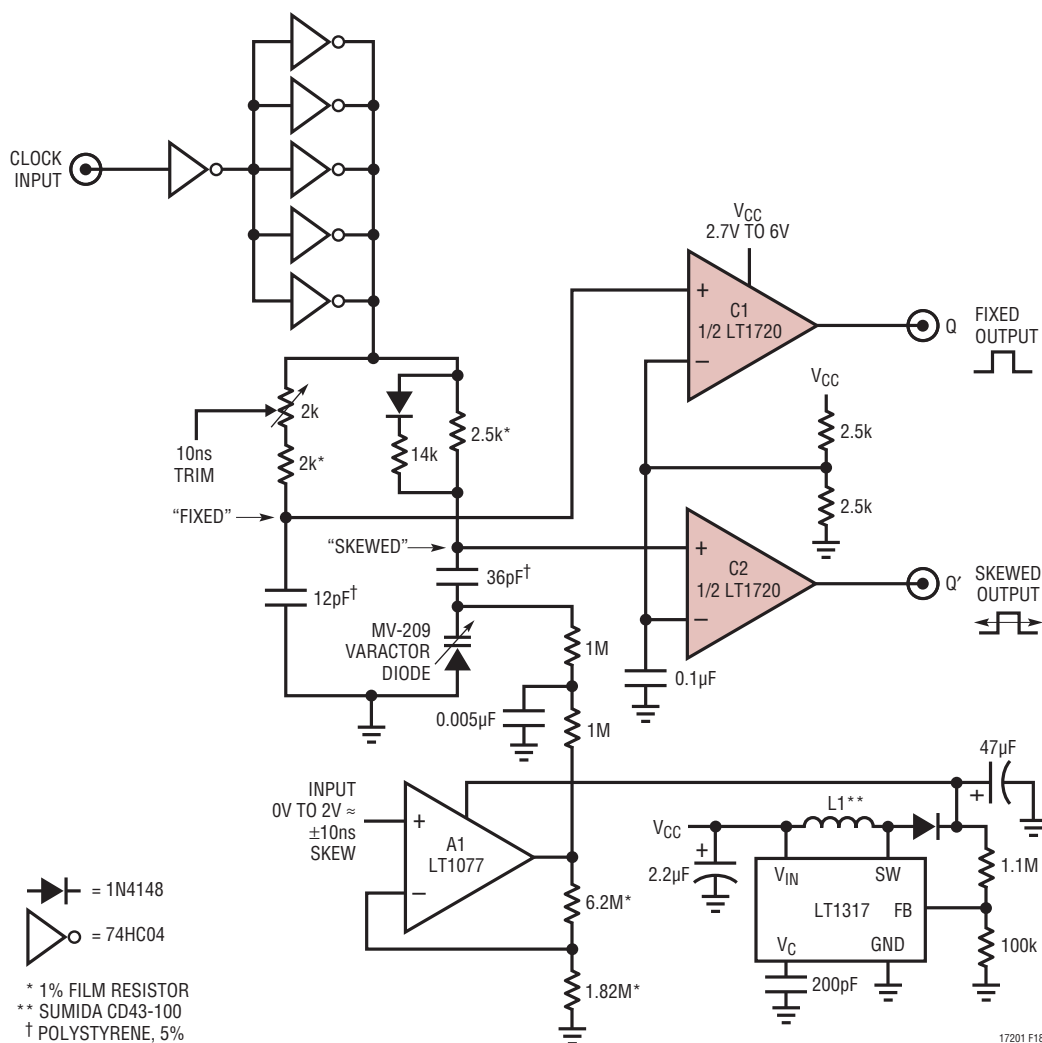 CLOCK
INPUT
VCC
2.7V TO 6V
+
C1
1/2 LT1720
−
Q
FIXED
OUTPUT
VCC
2.5k
2.5k
2k
10ns
TRIM
2k*
14k
2.5k*
"FIXED"
"SKEWED"
12pF†
36pF†
MV-209
VARACTOR
DIODE
+
C2
1/2 LT1720
−
Q′
SKEWED
OUTPUT
1M
0.005µF
1M
0.1µF
INPUT
0V TO 2V ≈
±10ns
SKEW
+
A1
LT1077
−
6.2M*
1.82M*
47µF
+
L1**
VCC
+
2.2µF
VIN
SW
LT1317
FB
VC
GND
1.1M
100k
200pF
= 1N4148
= 74HC04
* 1% FILM RESISTOR
** SUMIDA CD43-100
† POLYSTYRENE, 5%
17201 F18